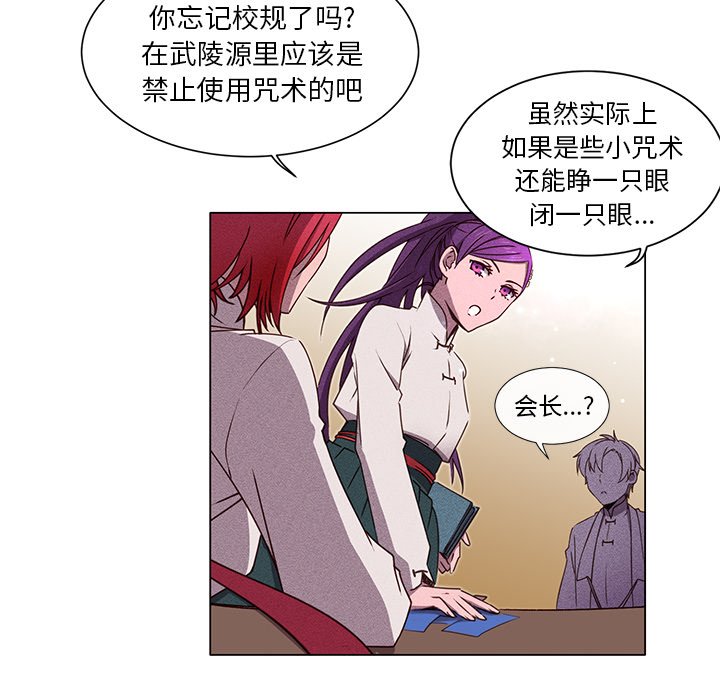 你忘记校规了吗?
在武陵源里应该是
禁止使用咒术的吧
虽然实际上
如果是些小咒术
还能睁一只眼
闭一只眼...
会长...?